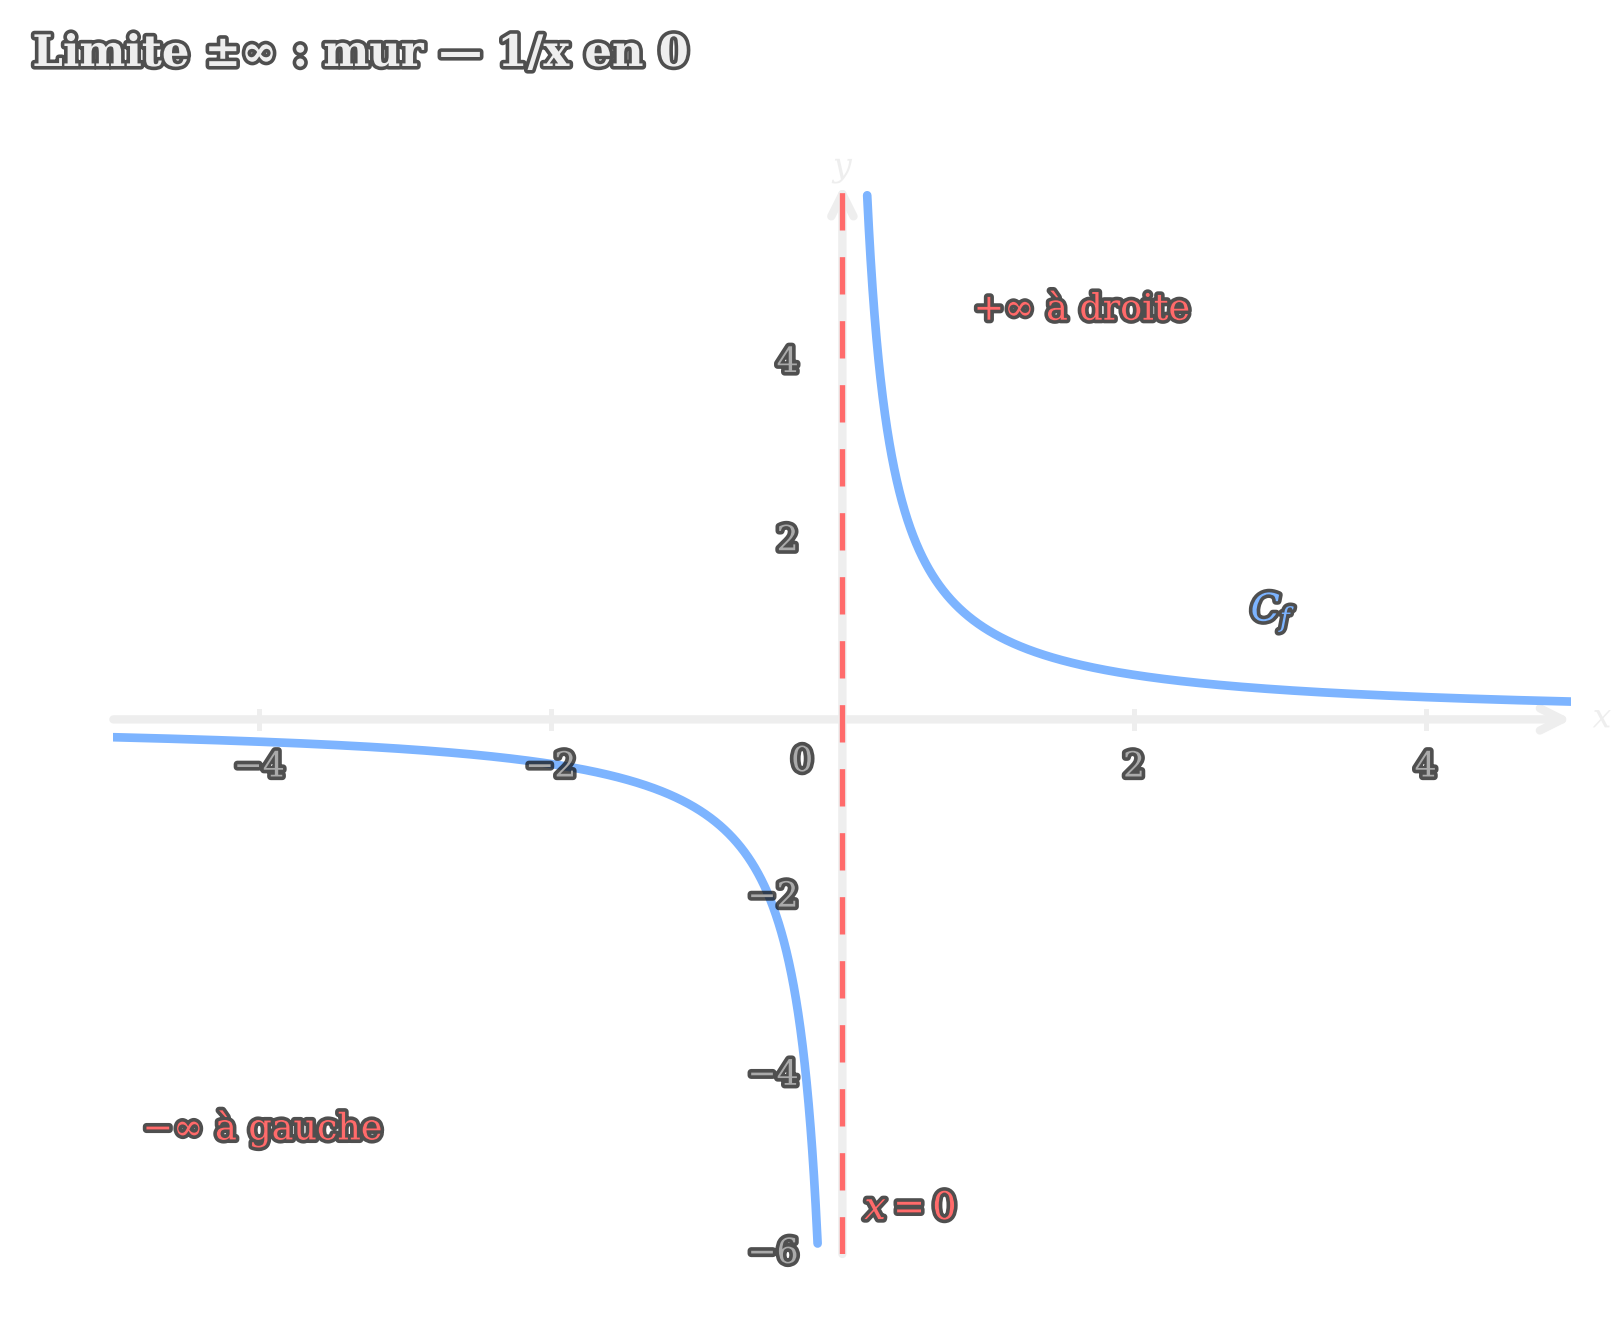 Limite ±∞ : mur — 1/x en 0
y
+∞ à droite
4
2
C_f
x
−4
−2
0
2
4
−2
−4
−∞ à gauche
x = 0
−6